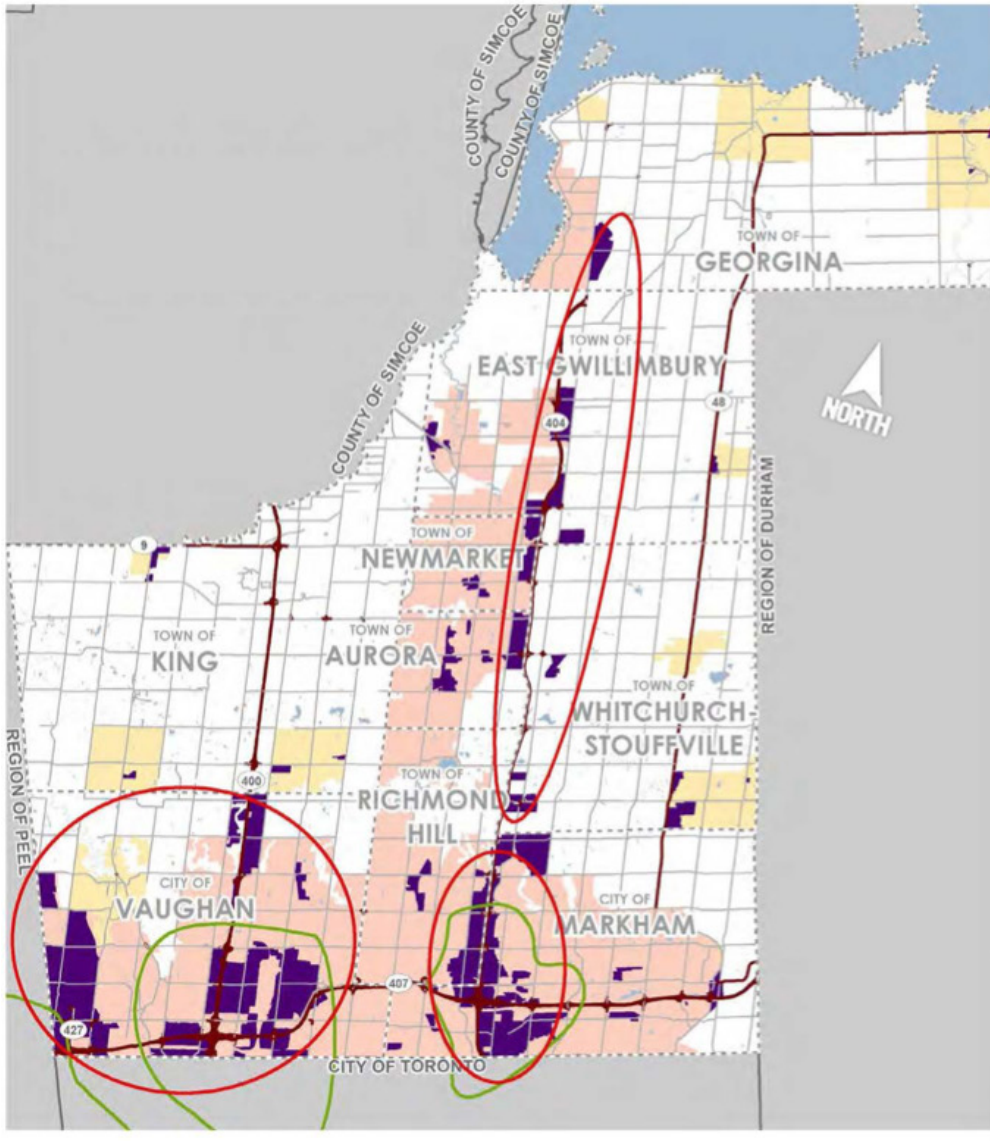 COUNTY OF SIMCOE
COUNTY OF SIMCOE
TOWN OF
GEORGINA
TOWN OF
EAST GWILLIMBURY
COUNTY OF SIMCOE
48
404
NORTH
REGION OF DURHAM
9
TOWN OF
NEWMARKET
TOWN OF
KING
TOWN OF
AURORA
TOWN OF
WHITCHURCH
STOUFFVILLE
REGION OF PEEL
400
TOWN OF
RICHMOND
HILL
CITY OF
VAUGHAN
CITY OF
MARKHAM
407
427
CITY OF TORONTO